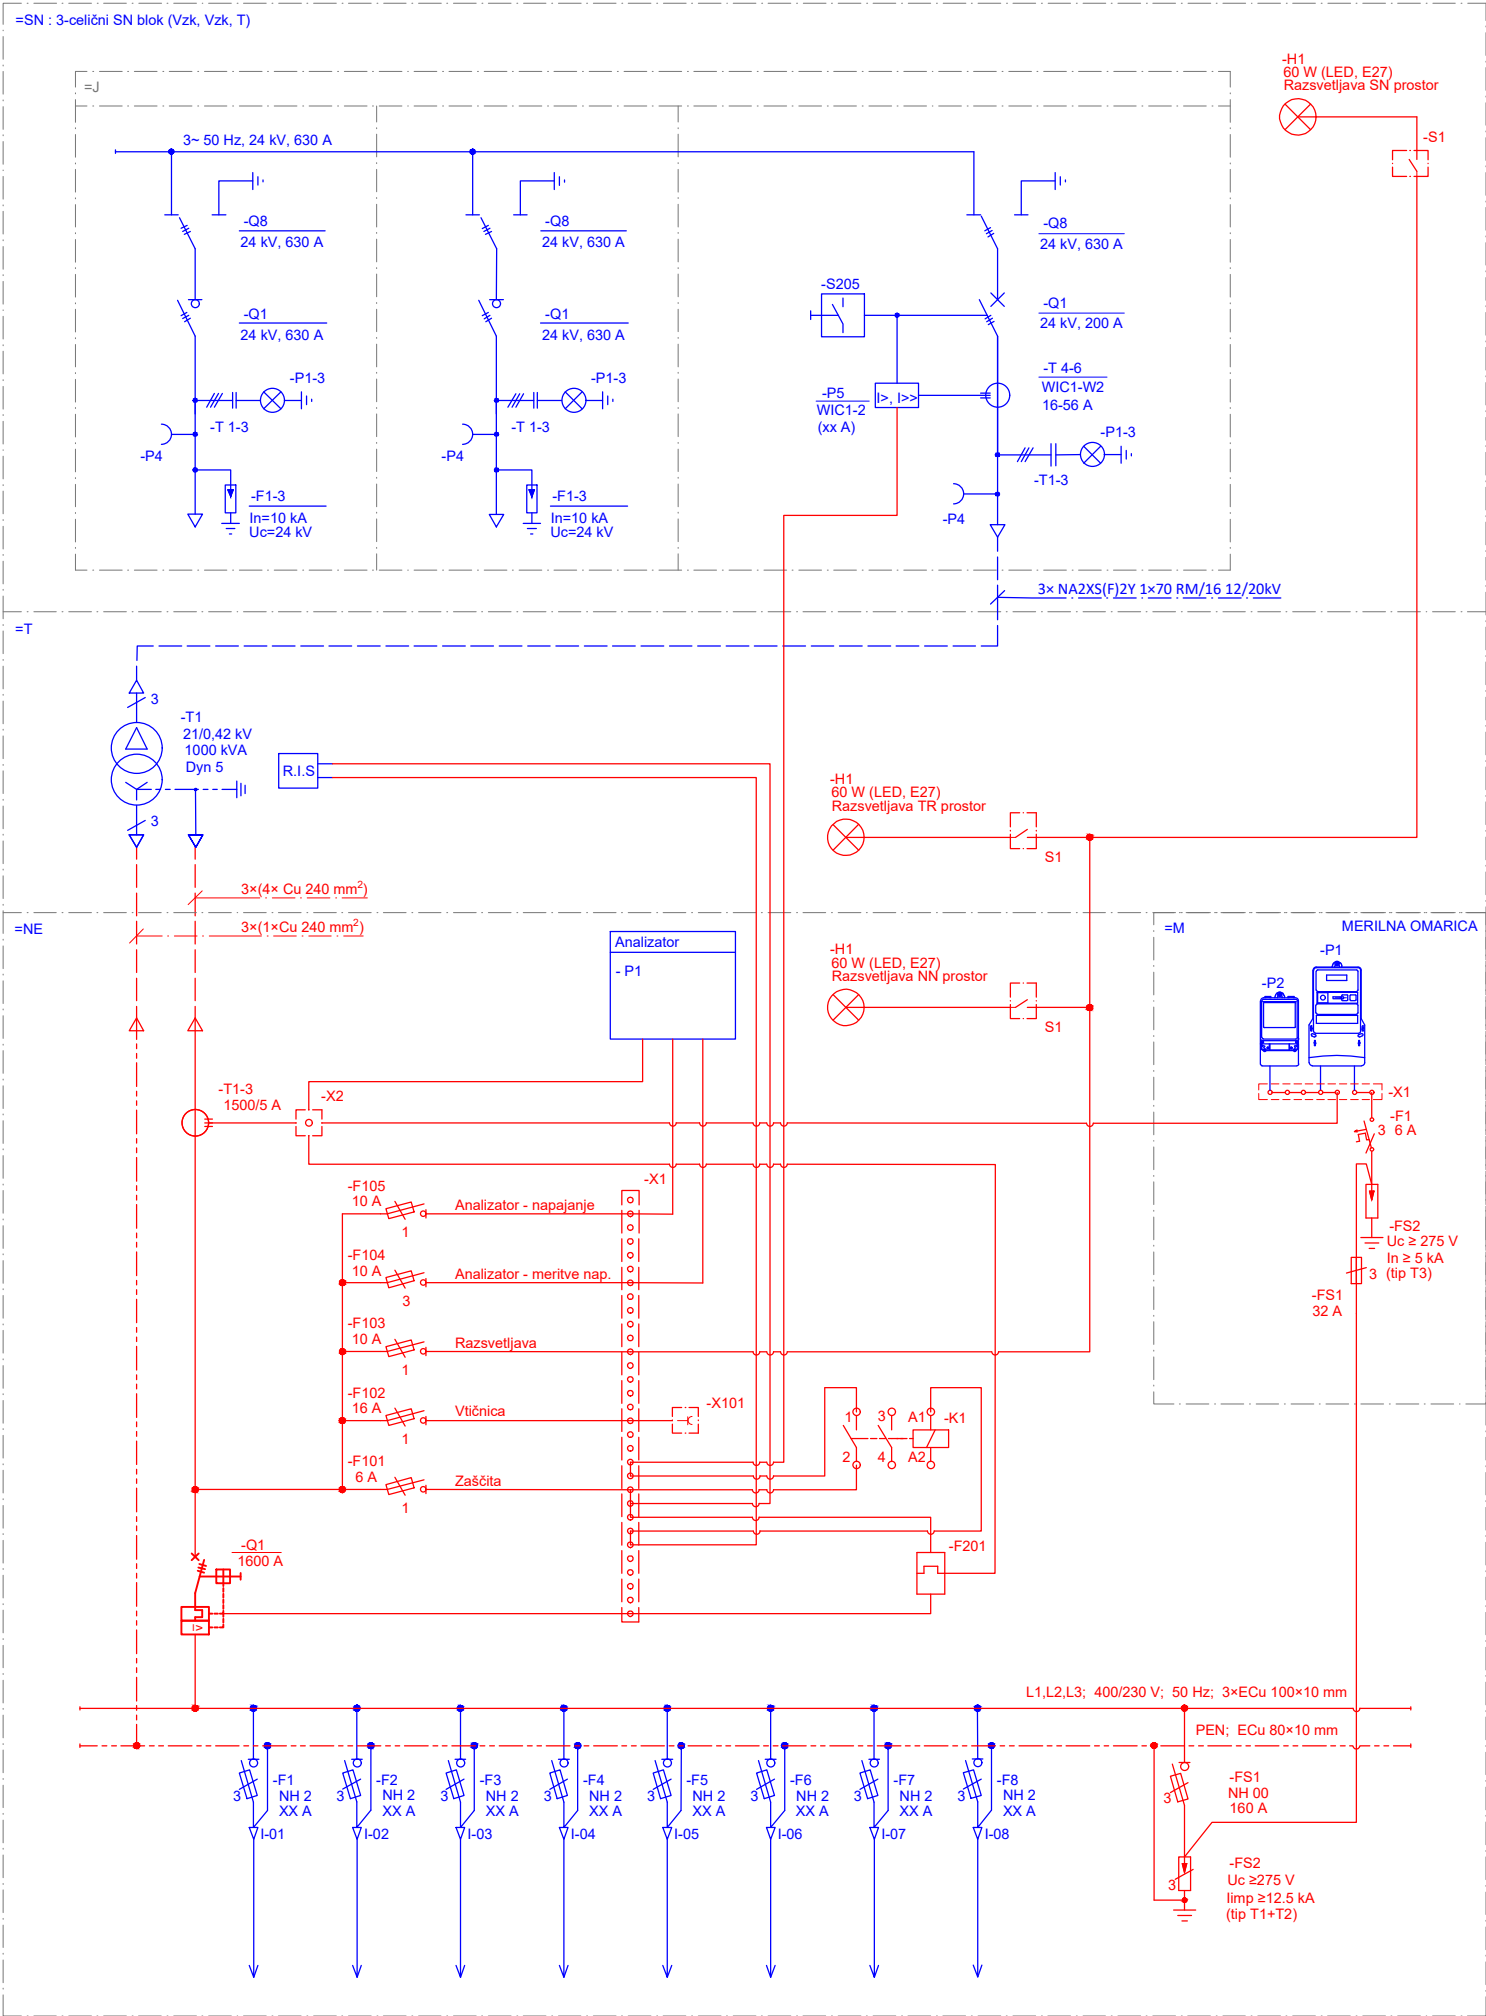 =SN : 3-celični SN blok (Vzk, Vzk, T)
-H1
60 W (LED, E27)
Razsvetljava SN prostor
-S1
=J
3~ 50 Hz, 24 kV, 630 A
-Q8
24 kV, 630 A
-Q8
24 kV, 630 A
-Q8
24 kV, 630 A
-Q1
24 kV, 630 A
-Q1
24 kV, 630 A
-S205
-Q1
24 kV, 200 A
-P1-3
-T 1-3
-P4
-P1-3
-T 1-3
-P4
-P5
WIC1-2
(xx A)
I>, I>>
-T 4-6
WIC1-W2
16-56 A
-P1-3
-T1-3
-P4
-F1-3
In=10 kA
Uc=24 kV
-F1-3
In=10 kA
Uc=24 kV
3× NA2XS(F)2Y 1×70 RM/16 12/20kV
=T
3
-T1
21/0,42 kV
1000 kVA
Dyn 5
3
R.I.S
-H1
60 W (LED, E27)
Razsvetljava TR prostor
S1
3×(4× Cu 240 mm²)
3×(1×Cu 240 mm²)
=NE
Analizator
- P1
-H1
60 W (LED, E27)
Razsvetljava NN prostor
S1
=M
MERILNA OMARICA
-P1
-P2
-X1
-F1
3 6 A
-FS2
Uc ≥ 275 V
In ≥ 5 kA
(tip T3)
3
-FS1
32 A
-T1-3
1500/5 A
-X2
-X1
-F105
10 A
1
Analizator - napajanje
-F104
10 A
3
Analizator - meritve nap.
-F103
10 A
1
Razsvetljava
-F102
16 A
1
Vtičnica
-X101
-F101
6 A
1
Zaščita
1 3 A1 -K1
2 4 A2
-F201
-Q1
1600 A
I>
L1,L2,L3; 400/230 V; 50 Hz; 3×ECu 100×10 mm
PEN; ECu 80×10 mm
3
-F1
NH 2
XX A
I-01
3
-F2
NH 2
XX A
I-02
3
-F3
NH 2
XX A
I-03
3
-F4
NH 2
XX A
I-04
3
-F5
NH 2
XX A
I-05
3
-F6
NH 2
XX A
I-06
3
-F7
NH 2
XX A
I-07
3
-F8
NH 2
XX A
I-08
3
-FS1
NH 00
160 A
3
-FS2
Uc ≥275 V
Iimp ≥12.5 kA
(tip T1+T2)